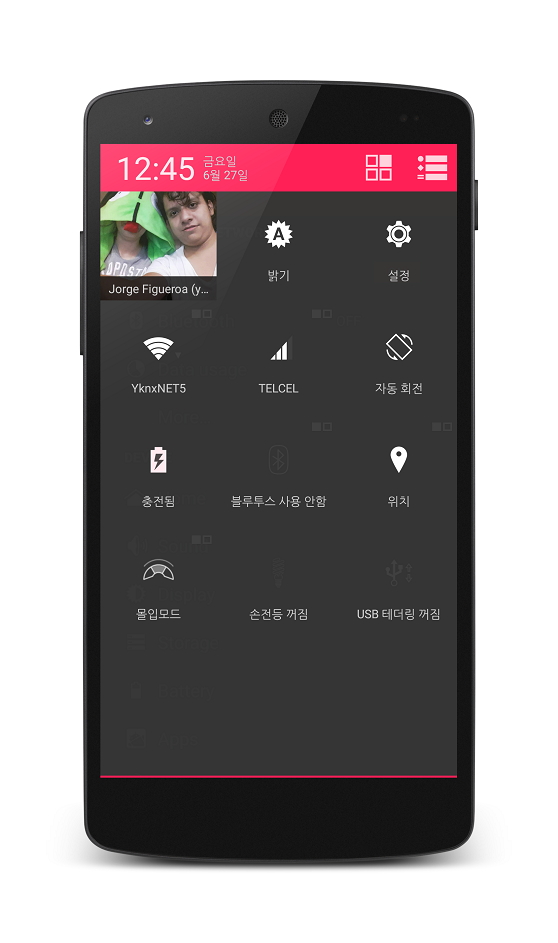 12:45
금요일
6월 27일
Jorge Figueroa (y...
밝기
설정
YknxNET5
TELCEL
자동 회전
충전됨
블루투스 사용 안함
위치
몰입모드
손전등 꺼짐
USB 테더링 꺼짐